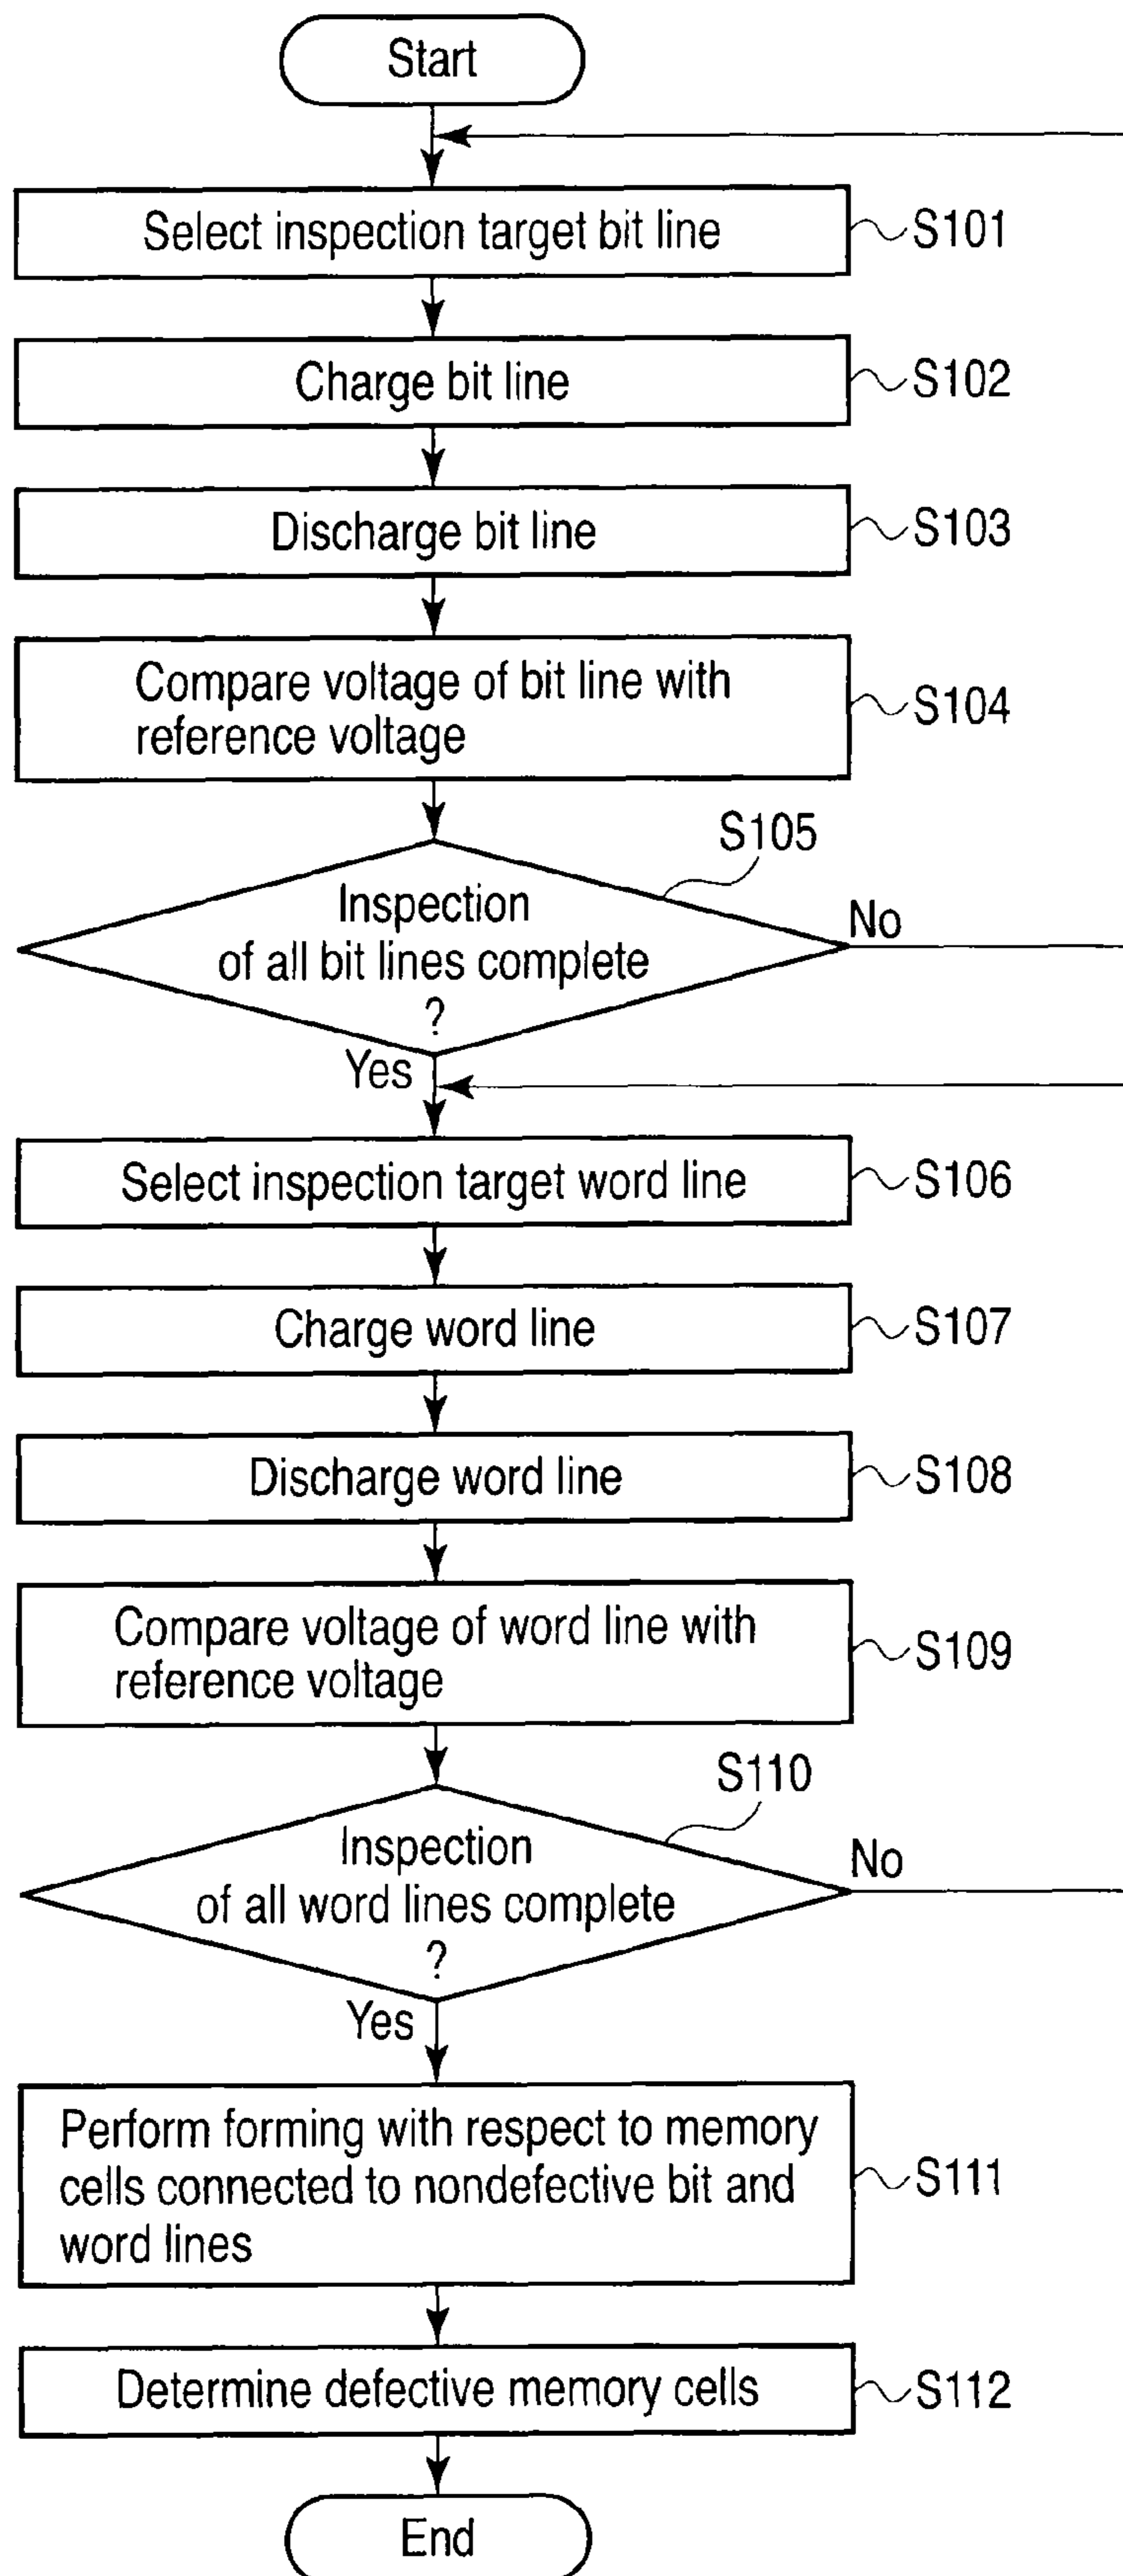 Start
Select inspection target bit line
S101
Charge bit line
S102
Discharge bit line
S103
Compare voltage of bit line with
reference voltage
S104
S105
Inspection
of all bit lines complete
?
No
Yes
Select inspection target word line
S106
Charge word line
S107
Discharge word line
S108
Compare voltage of word line with
reference voltage
S109
S110
Inspection
of all word lines complete
?
No
Yes
Perform forming with respect to memory
cells connected to nondefective bit and
word lines
S111
Determine defective memory cells
S112
End